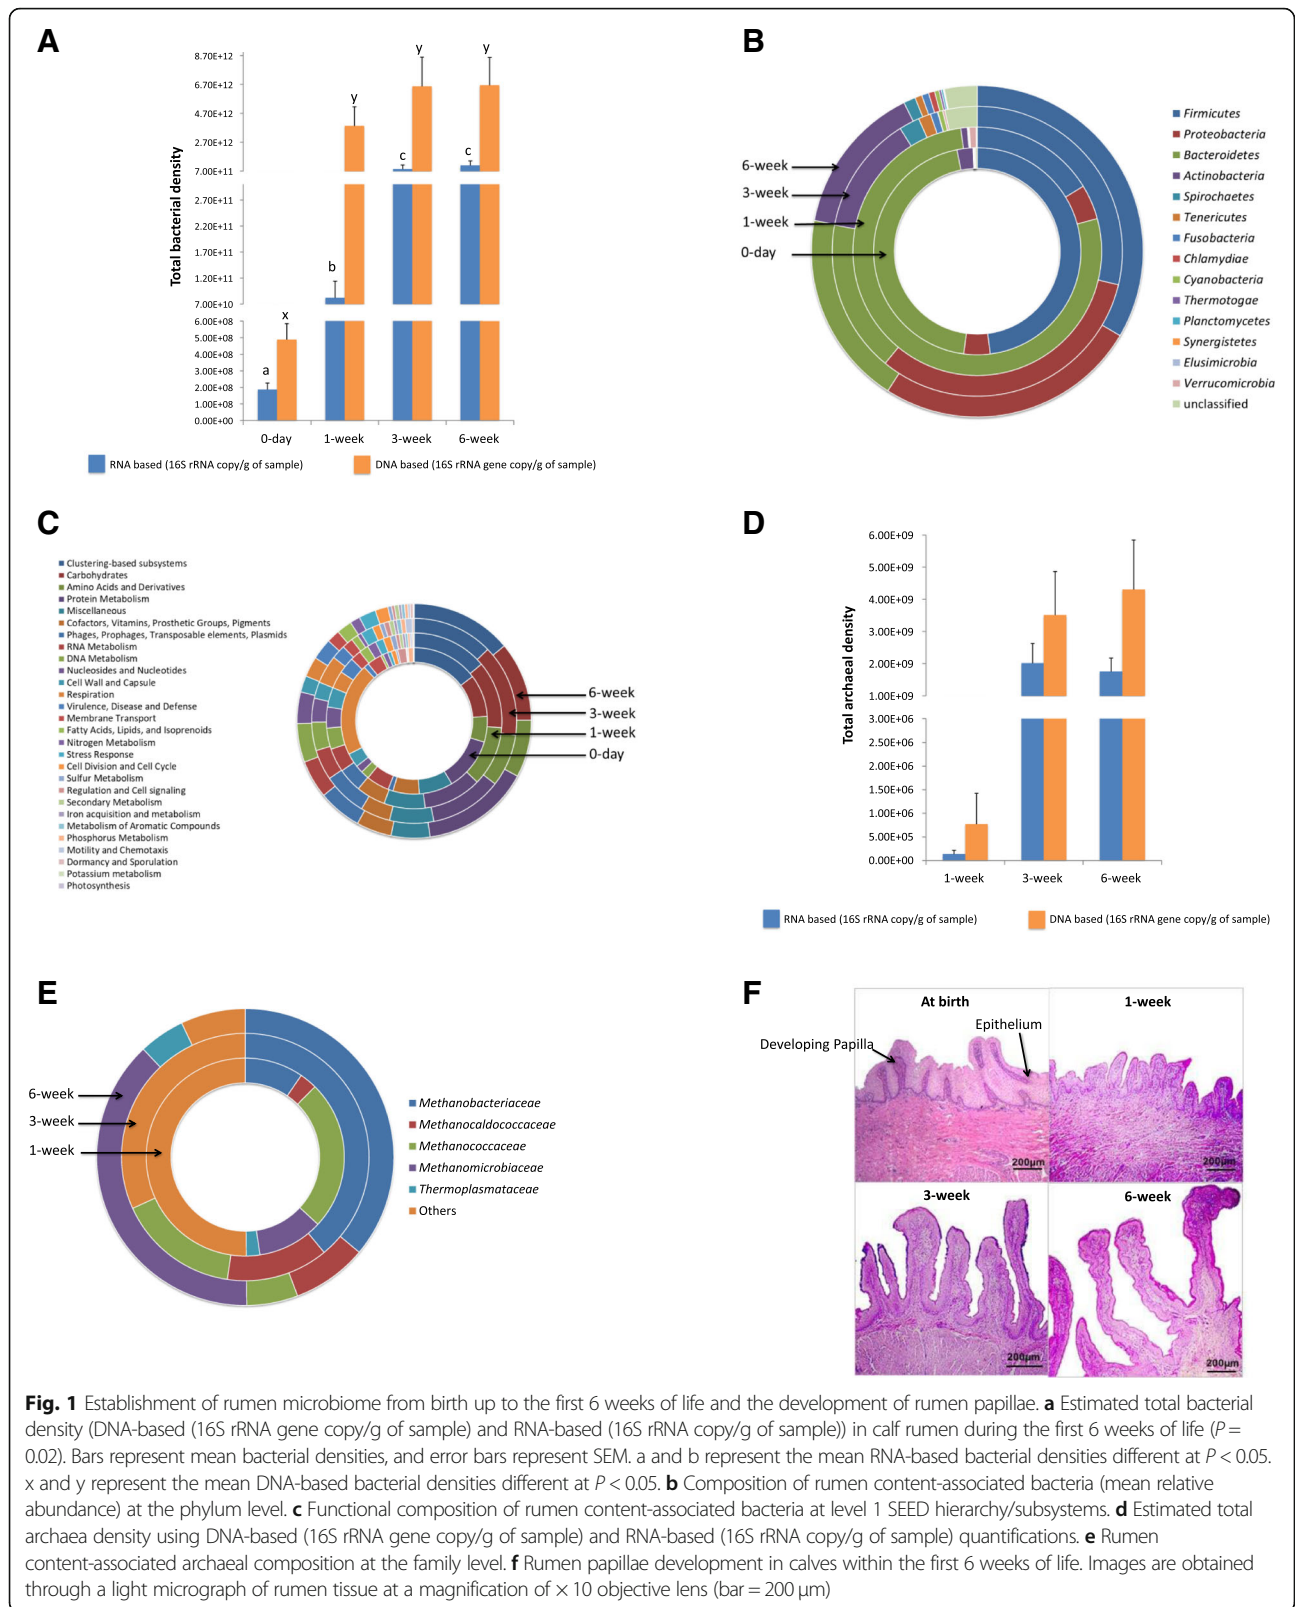 A
8.70E+12
6.70E+12
4.70E+12
2.70E+12
7.00E+11
2.70E+11
2.20E+11
1.70E+11
1.20E+11
7.00E+10
6.00E+08
5.00E+08
4.00E+08
3.00E+08
2.00E+08
1.00E+08
0.00E+00
Total bacterial density
a
x
b
y
c
y
c
y
0-day
1-week
3-week
6-week
RNA based (16S rRNA copy/g of sample)
DNA based (16S rRNA gene copy/g of sample)
B
6-week
3-week
1-week
0-day
Firmicutes
Proteobacteria
Bacteroidetes
Actinobacteria
Spirochaetes
Tenericutes
Fusobacteria
Chlamydiae
Cyanobacteria
Thermotogae
Planctomycetes
Synergistetes
Elusimicrobia
Verrucomicrobia
unclassified
C
Clustering-based subsystems
Carbohydrates
Amino Acids and Derivatives
Protein Metabolism
Miscellaneous
Cofactors, Vitamins, Prosthetic Groups, Pigments
Phages, Prophages, Transposable elements, Plasmids
RNA Metabolism
DNA Metabolism
Nucleosides and Nucleotides
Cell Wall and Capsule
Respiration
Virulence, Disease and Defense
Membrane Transport
Fatty Acids, Lipids, and Isoprenoids
Nitrogen Metabolism
Stress Response
Cell Division and Cell Cycle
Sulfur Metabolism
Regulation and Cell signaling
Secondary Metabolism
Iron acquisition and metabolism
Metabolism of Aromatic Compounds
Phosphorus Metabolism
Motility and Chemotaxis
Dormancy and Sporulation
Potassium metabolism
Photosynthesis
6-week
3-week
1-week
0-day
D
6.00E+09
5.00E+09
4.00E+09
3.00E+09
2.00E+09
1.00E+09
3.00E+06
2.50E+06
2.00E+06
1.50E+06
1.00E+06
5.00E+05
0.00E+00
Total archaeal density
1-week
3-week
6-week
RNA based (16S rRNA copy/g of sample)
DNA based (16S rRNA gene copy/g of sample)
E
6-week
3-week
1-week
Methanobacteriaceae
Methanocaldococcaceae
Methanococcaceae
Methanomicrobiaceae
Thermoplasmataceae
Others
F
At birth
1-week
Epithelium
Developing Papilla
200µm
200µm
3-week
6-week
200µm
200µm
Fig. 1 Establishment of rumen microbiome from birth up to the first 6 weeks of life and the development of rumen papillae. a Estimated total bacterial
density (DNA-based (16S rRNA gene copy/g of sample) and RNA-based (16S rRNA copy/g of sample)) in calf rumen during the first 6 weeks of life (P =
0.02). Bars represent mean bacterial densities, and error bars represent SEM. a and b represent the mean RNA-based bacterial densities different at P < 0.05.
x and y represent the mean DNA-based bacterial densities different at P < 0.05. b Composition of rumen content-associated bacteria (mean relative
abundance) at the phylum level. c Functional composition of rumen content-associated bacteria at level 1 SEED hierarchy/subsystems. d Estimated total
archaea density using DNA-based (16S rRNA gene copy/g of sample) and RNA-based (16S rRNA copy/g of sample) quantifications. e Rumen
content-associated archaeal composition at the family level. f Rumen papillae development in calves within the first 6 weeks of life. Images are obtained
through a light micrograph of rumen tissue at a magnification of × 10 objective lens (bar = 200 µm)